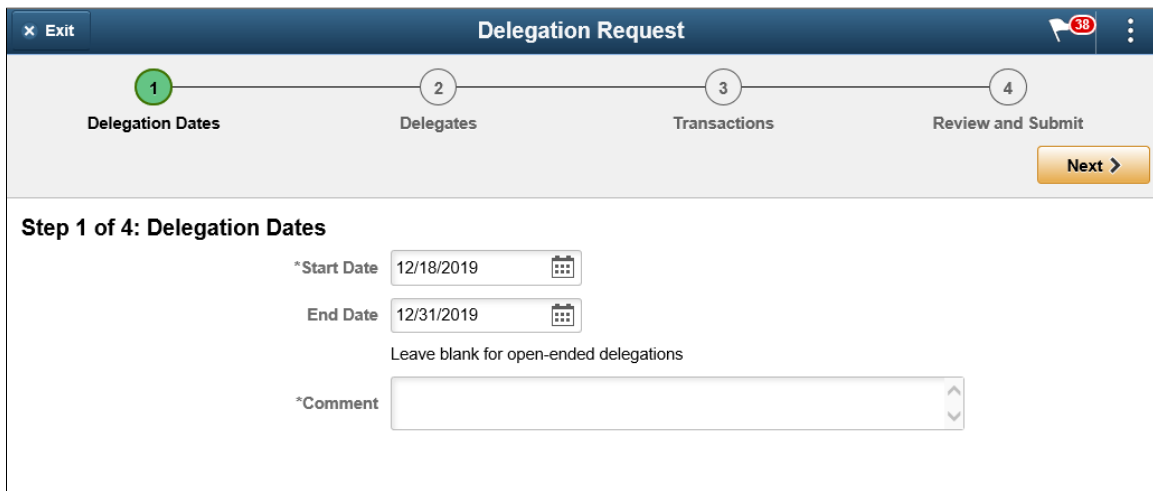 × Exit Delegation Request 38
1 2 3 4
Delegation Dates Delegates Transactions Review and Submit
Next >
Step 1 of 4: Delegation Dates
*Start Date 12/18/2019
End Date 12/31/2019
Leave blank for open-ended delegations
*Comment